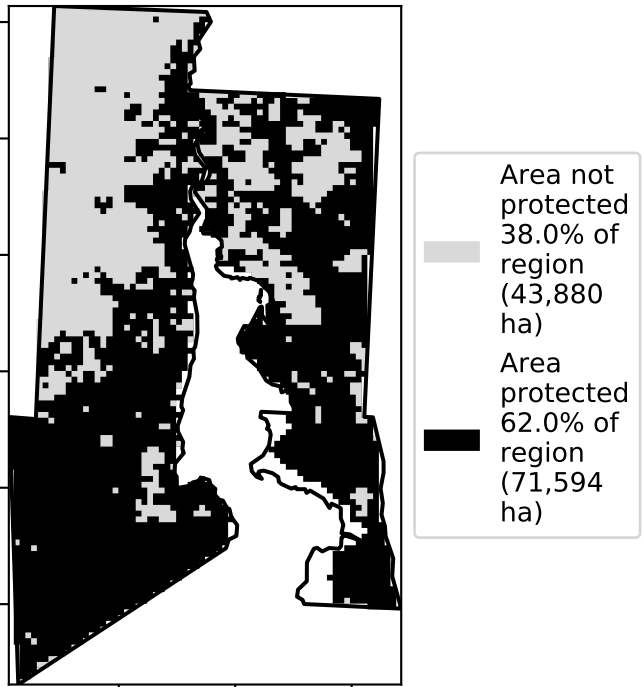 Area not
protected
38.0% of
region
(43,880
ha)
Area
protected
62.0% of
region
(71,594
ha)